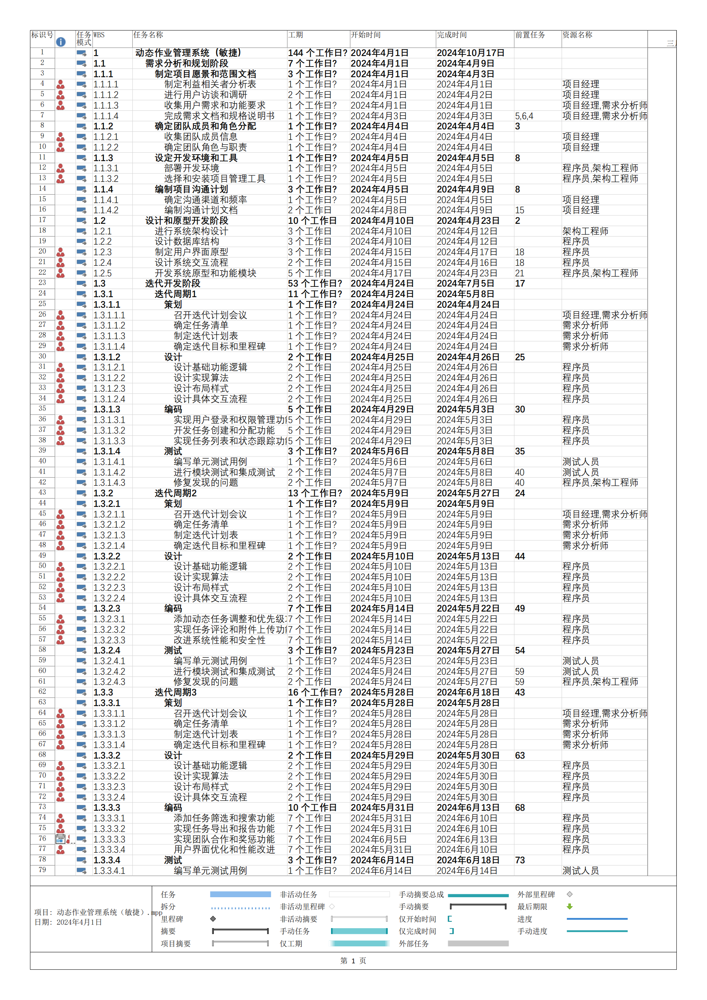 标识号 任务模式 WBS 任务名称 工期 开始时间 完成时间 前置任务 资源名称 三
1 1 动态作业管理系统（敏捷） 144 个工作日? 2024年4月1日 2024年10月17日
2 1.1 需求分析和规划阶段 7 个工作日? 2024年4月1日 2024年4月9日
3 1.1.1 制定项目愿景和范围文档 3 个工作日? 2024年4月1日 2024年4月3日
4 1.1.1.1 制定利益相关者分析表 1 个工作日? 2024年4月1日 2024年4月1日 项目经理
5 1.1.1.2 进行用户访谈和调研 2 个工作日 2024年4月1日 2024年4月2日 项目经理
6 1.1.1.3 收集用户需求和功能要求 1 个工作日? 2024年4月1日 2024年4月1日 项目经理,需求分析师
7 1.1.1.4 完成需求文档和规格说明书 1 个工作日? 2024年4月3日 2024年4月3日 5,6,4 项目经理,需求分析师
8 1.1.2 确定团队成员和角色分配 1 个工作日? 2024年4月4日 2024年4月4日 3
9 1.1.2.1 收集团队成员信息 1 个工作日? 2024年4月4日 2024年4月4日 项目经理
10 1.1.2.2 确定团队角色与职责 1 个工作日? 2024年4月4日 2024年4月4日 项目经理
11 1.1.3 设定开发环境和工具 1 个工作日? 2024年4月5日 2024年4月5日 8
12 1.1.3.1 部署开发环境 1 个工作日? 2024年4月5日 2024年4月5日 程序员,架构工程师
13 1.1.3.2 选择和安装项目管理工具 1 个工作日? 2024年4月5日 2024年4月5日 程序员,架构工程师
14 1.1.4 编制项目沟通计划 3 个工作日? 2024年4月5日 2024年4月9日 8
15 1.1.4.1 确定沟通渠道和频率 1 个工作日? 2024年4月5日 2024年4月5日 项目经理
16 1.1.4.2 编制沟通计划文档 2 个工作日 2024年4月8日 2024年4月9日 15 项目经理
17 1.2 设计和原型开发阶段 10 个工作日 2024年4月10日 2024年4月23日 2
18 1.2.1 进行系统架构设计 3 个工作日 2024年4月10日 2024年4月12日 架构工程师
19 1.2.2 设计数据库结构 3 个工作日 2024年4月10日 2024年4月12日 程序员
20 1.2.3 制定用户界面原型 3 个工作日 2024年4月15日 2024年4月17日 18 程序员
21 1.2.4 设计系统交互流程 2 个工作日 2024年4月15日 2024年4月16日 18 程序员
22 1.2.5 开发系统原型和功能模块 5 个工作日 2024年4月17日 2024年4月23日 21 程序员,架构工程师
23 1.3 迭代开发阶段 53 个工作日? 2024年4月24日 2024年7月5日 17
24 1.3.1 迭代周期1 11 个工作日? 2024年4月24日 2024年5月8日
25 1.3.1.1 策划 1 个工作日? 2024年4月24日 2024年4月24日
26 1.3.1.1.1 召开迭代计划会议 1 个工作日? 2024年4月24日 2024年4月24日 项目经理,需求分析师
27 1.3.1.1.2 确定任务清单 1 个工作日? 2024年4月24日 2024年4月24日 需求分析师
28 1.3.1.1.3 制定迭代计划表 1 个工作日? 2024年4月24日 2024年4月24日 需求分析师
29 1.3.1.1.4 确定迭代目标和里程碑 1 个工作日? 2024年4月24日 2024年4月24日 需求分析师
30 1.3.1.2 设计 2 个工作日 2024年4月25日 2024年4月26日 25
31 1.3.1.2.1 设计基础功能逻辑 2 个工作日 2024年4月25日 2024年4月26日 程序员
32 1.3.1.2.2 设计实现算法 2 个工作日 2024年4月25日 2024年4月26日 程序员
33 1.3.1.2.3 设计布局样式 2 个工作日 2024年4月25日 2024年4月26日 程序员
34 1.3.1.2.4 设计具体交互流程 2 个工作日 2024年4月25日 2024年4月26日 程序员
35 1.3.1.3 编码 5 个工作日 2024年4月29日 2024年5月3日 30
36 1.3.1.3.1 实现用户登录和权限管理功 5 个工作日 2024年4月29日 2024年5月3日 程序员
37 1.3.1.3.2 开发任务创建和分配功能 5 个工作日 2024年4月29日 2024年5月3日 程序员
38 1.3.1.3.3 实现任务列表和状态跟踪功 5 个工作日 2024年4月29日 2024年5月3日 程序员
39 1.3.1.4 测试 3 个工作日? 2024年5月6日 2024年5月8日 35
40 1.3.1.4.1 编写单元测试用例 1 个工作日? 2024年5月6日 2024年5月6日 测试人员
41 1.3.1.4.2 进行模块测试和集成测试 2 个工作日 2024年5月7日 2024年5月8日 40 测试人员
42 1.3.1.4.3 修复发现的问题 2 个工作日 2024年5月7日 2024年5月8日 40 程序员,架构工程师
43 1.3.2 迭代周期2 13 个工作日? 2024年5月9日 2024年5月27日 24
44 1.3.2.1 策划 1 个工作日? 2024年5月9日 2024年5月9日
45 1.3.2.1.1 召开迭代计划会议 1 个工作日? 2024年5月9日 2024年5月9日 项目经理,需求分析师
46 1.3.2.1.2 确定任务清单 1 个工作日? 2024年5月9日 2024年5月9日 需求分析师
47 1.3.2.1.3 制定迭代计划表 1 个工作日? 2024年5月9日 2024年5月9日 需求分析师
48 1.3.2.1.4 确定迭代目标和里程碑 1 个工作日? 2024年5月9日 2024年5月9日 需求分析师
49 1.3.2.2 设计 2 个工作日 2024年5月10日 2024年5月13日 44
50 1.3.2.2.1 设计基础功能逻辑 2 个工作日 2024年5月10日 2024年5月13日 程序员
51 1.3.2.2.2 设计实现算法 2 个工作日 2024年5月10日 2024年5月13日 程序员
52 1.3.2.2.3 设计布局样式 2 个工作日 2024年5月10日 2024年5月13日 程序员
53 1.3.2.2.4 设计具体交互流程 2 个工作日 2024年5月10日 2024年5月13日 程序员
54 1.3.2.3 编码 7 个工作日 2024年5月14日 2024年5月22日 49
55 1.3.2.3.1 添加动态任务调整和优先级 7 个工作日 2024年5月14日 2024年5月22日 程序员
56 1.3.2.3.2 实现任务评论和附件上传功 7 个工作日 2024年5月14日 2024年5月22日 程序员
57 1.3.2.3.3 改进系统性能和安全性 7 个工作日 2024年5月14日 2024年5月22日 程序员
58 1.3.2.4 测试 3 个工作日? 2024年5月23日 2024年5月27日 54
59 1.3.2.4.1 编写单元测试用例 1 个工作日? 2024年5月23日 2024年5月23日 测试人员
60 1.3.2.4.2 进行模块测试和集成测试 2 个工作日 2024年5月24日 2024年5月27日 59 测试人员
61 1.3.2.4.3 修复发现的问题 2 个工作日 2024年5月24日 2024年5月27日 59 程序员,架构工程师
62 1.3.3 迭代周期3 16 个工作日? 2024年5月28日 2024年6月18日 43
63 1.3.3.1 策划 1 个工作日? 2024年5月28日 2024年5月28日
64 1.3.3.1.1 召开迭代计划会议 1 个工作日? 2024年5月28日 2024年5月28日 项目经理,需求分析师
65 1.3.3.1.2 确定任务清单 1 个工作日? 2024年5月28日 2024年5月28日 需求分析师
66 1.3.3.1.3 制定迭代计划表 1 个工作日? 2024年5月28日 2024年5月28日 需求分析师
67 1.3.3.1.4 确定迭代目标和里程碑 1 个工作日? 2024年5月28日 2024年5月28日 需求分析师
68 1.3.3.2 设计 2 个工作日 2024年5月29日 2024年5月30日 63
69 1.3.3.2.1 设计基础功能逻辑 2 个工作日 2024年5月29日 2024年5月30日 程序员
70 1.3.3.2.2 设计实现算法 2 个工作日 2024年5月29日 2024年5月30日 程序员
71 1.3.3.2.3 设计布局样式 2 个工作日 2024年5月29日 2024年5月30日 程序员
72 1.3.3.2.4 设计具体交互流程 2 个工作日 2024年5月29日 2024年5月30日 程序员
73 1.3.3.3 编码 10 个工作日 2024年5月31日 2024年6月13日 68
74 1.3.3.3.1 添加任务筛选和搜索功能 7 个工作日 2024年5月31日 2024年6月10日 程序员
75 1.3.3.3.2 实现任务导出和报告功能 7 个工作日 2024年5月31日 2024年6月10日 程序员
76 1.3.3.3.3 实现团队合作和奖惩功能 7 个工作日 2024年6月5日 2024年6月13日 程序员
77 1.3.3.3.4 用户界面优化和性能改进 7 个工作日 2024年5月31日 2024年6月10日 程序员
78 1.3.3.4 测试 3 个工作日? 2024年6月14日 2024年6月18日 73
79 1.3.3.4.1 编写单元测试用例 1 个工作日? 2024年6月14日 2024年6月14日 测试人员
项目: 动态作业管理系统（敏捷）.mpp
日期: 2024年4月1日
任务 非活动任务 手动摘要总成 外部里程碑
拆分 非活动里程碑 手动摘要 最后期限
里程碑 非活动摘要 仅开始时间 进度
摘要 手动任务 仅完成时间 手动进度
项目摘要 仅工期 外部任务
第 1 页